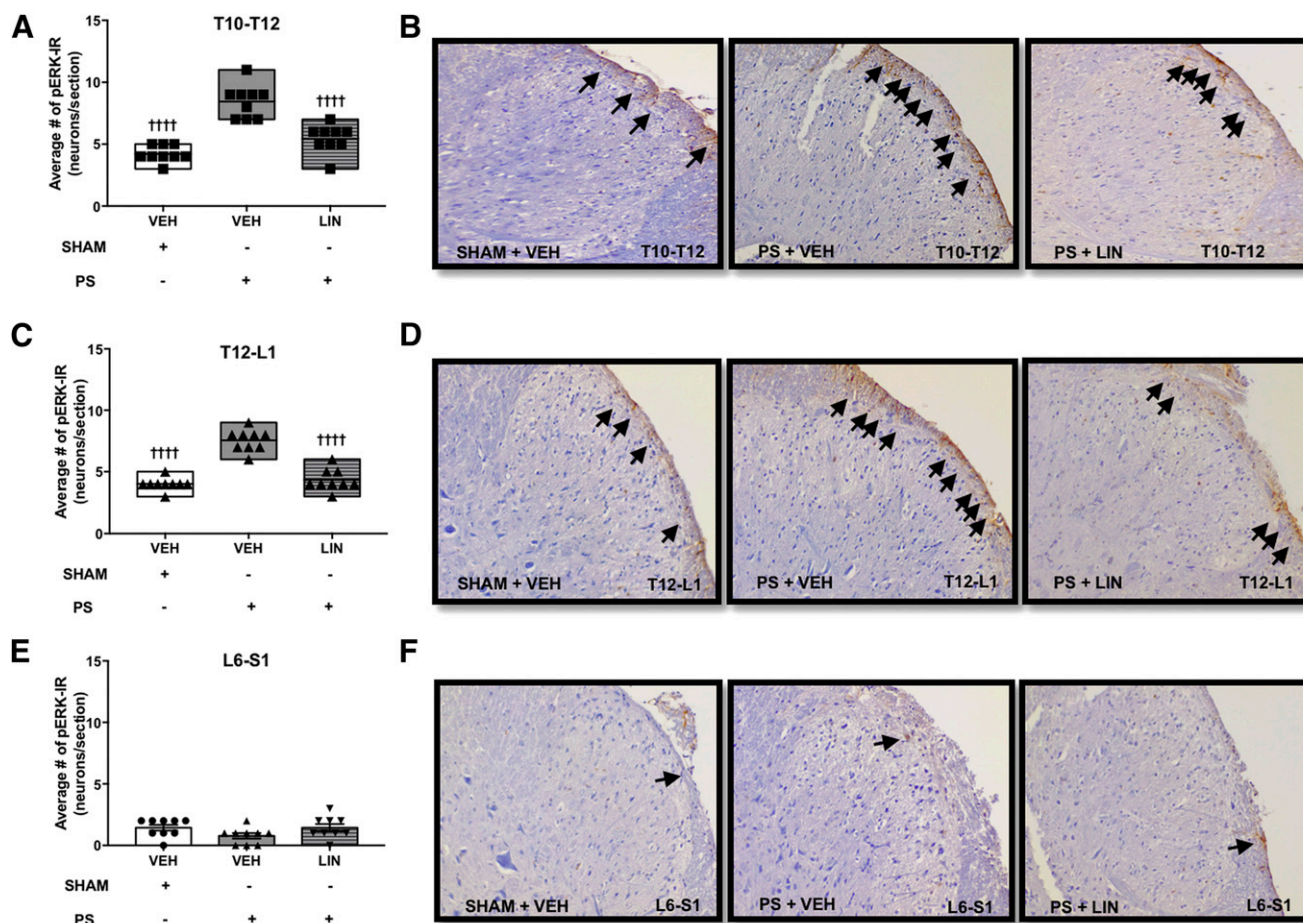 A
T10-T12
Average # of pERK-IR
(neurons/section)
15
10
5
0
††††
††††
VEH
VEH
LIN
SHAM
+
-
-
PS
-
+
+
B
SHAM + VEH
T10-T12
PS + VEH
T10-T12
PS + LIN
T10-T12
C
T12-L1
Average # of pERK-IR
(neurons/section)
15
10
5
0
††††
††††
VEH
VEH
LIN
SHAM
+
-
-
PS
-
+
+
D
SHAM + VEH
T12-L1
PS + VEH
T12-L1
PS + LIN
T12-L1
E
L6-S1
Average # of pERK-IR
(neurons/section)
15
10
5
0
VEH
VEH
LIN
SHAM
+
-
-
PS
-
+
+
F
SHAM + VEH
L6-S1
PS + VEH
L6-S1
PS + LIN
L6-S1